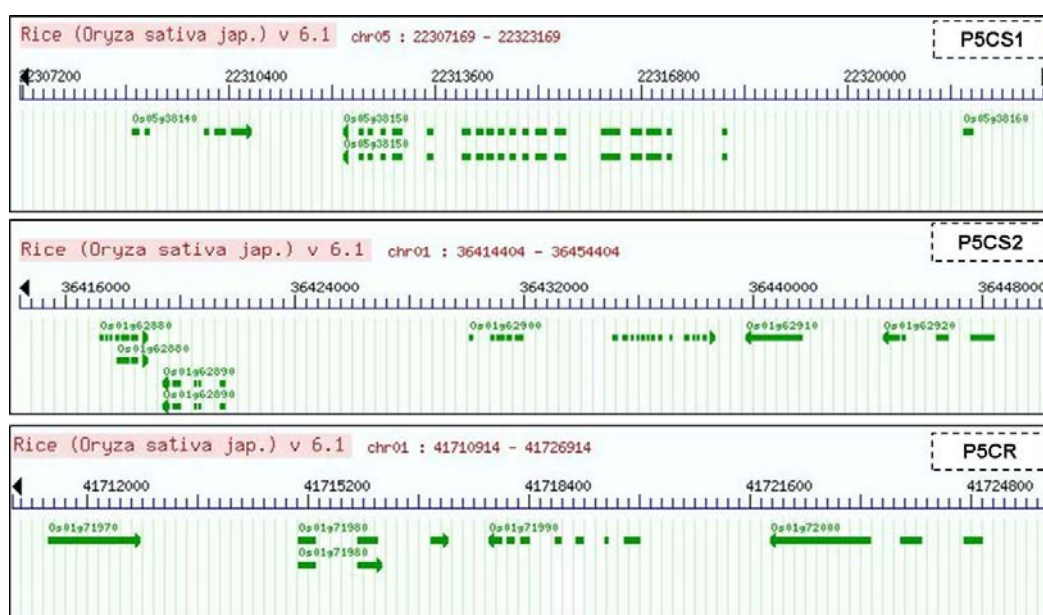 Rice (Oryza sativa jap.) v 6.1 chr05 : 22307169 - 22323169 P5CS1
22307200 22310400 22313600 22316800 22320000
Os05g38140 Os05g38150 Os05g38160
Os05g38150
Rice (Oryza sativa jap.) v 6.1 chr01 : 36414404 - 36454404 P5CS2
36416000 36424000 36432000 36440000 36448000
Os01g62880 Os01g62900 Os01g62910 Os01g62920
Os01g62880
Os01g62890
Os01g62890
Rice (Oryza sativa jap.) v 6.1 chr01 : 41710914 - 41726914 P5CR
41712000 41715200 41718400 41721600 41724800
Os01g71970 Os01g71980 Os01g71990 Os01g72000
Os01g71980